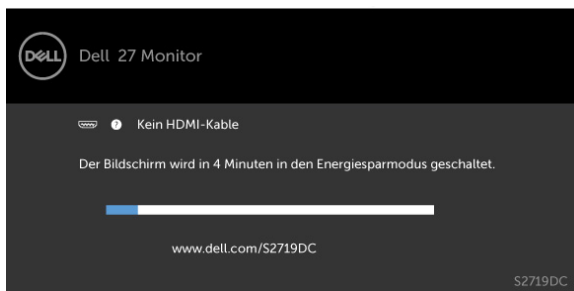 DELL
Dell 27 Monitor
? Kein HDMI-Kable
Der Bildschirm wird in 4 Minuten in den Energiesparmodus geschaltet.
www.dell.com/S2719DC
S2719DC